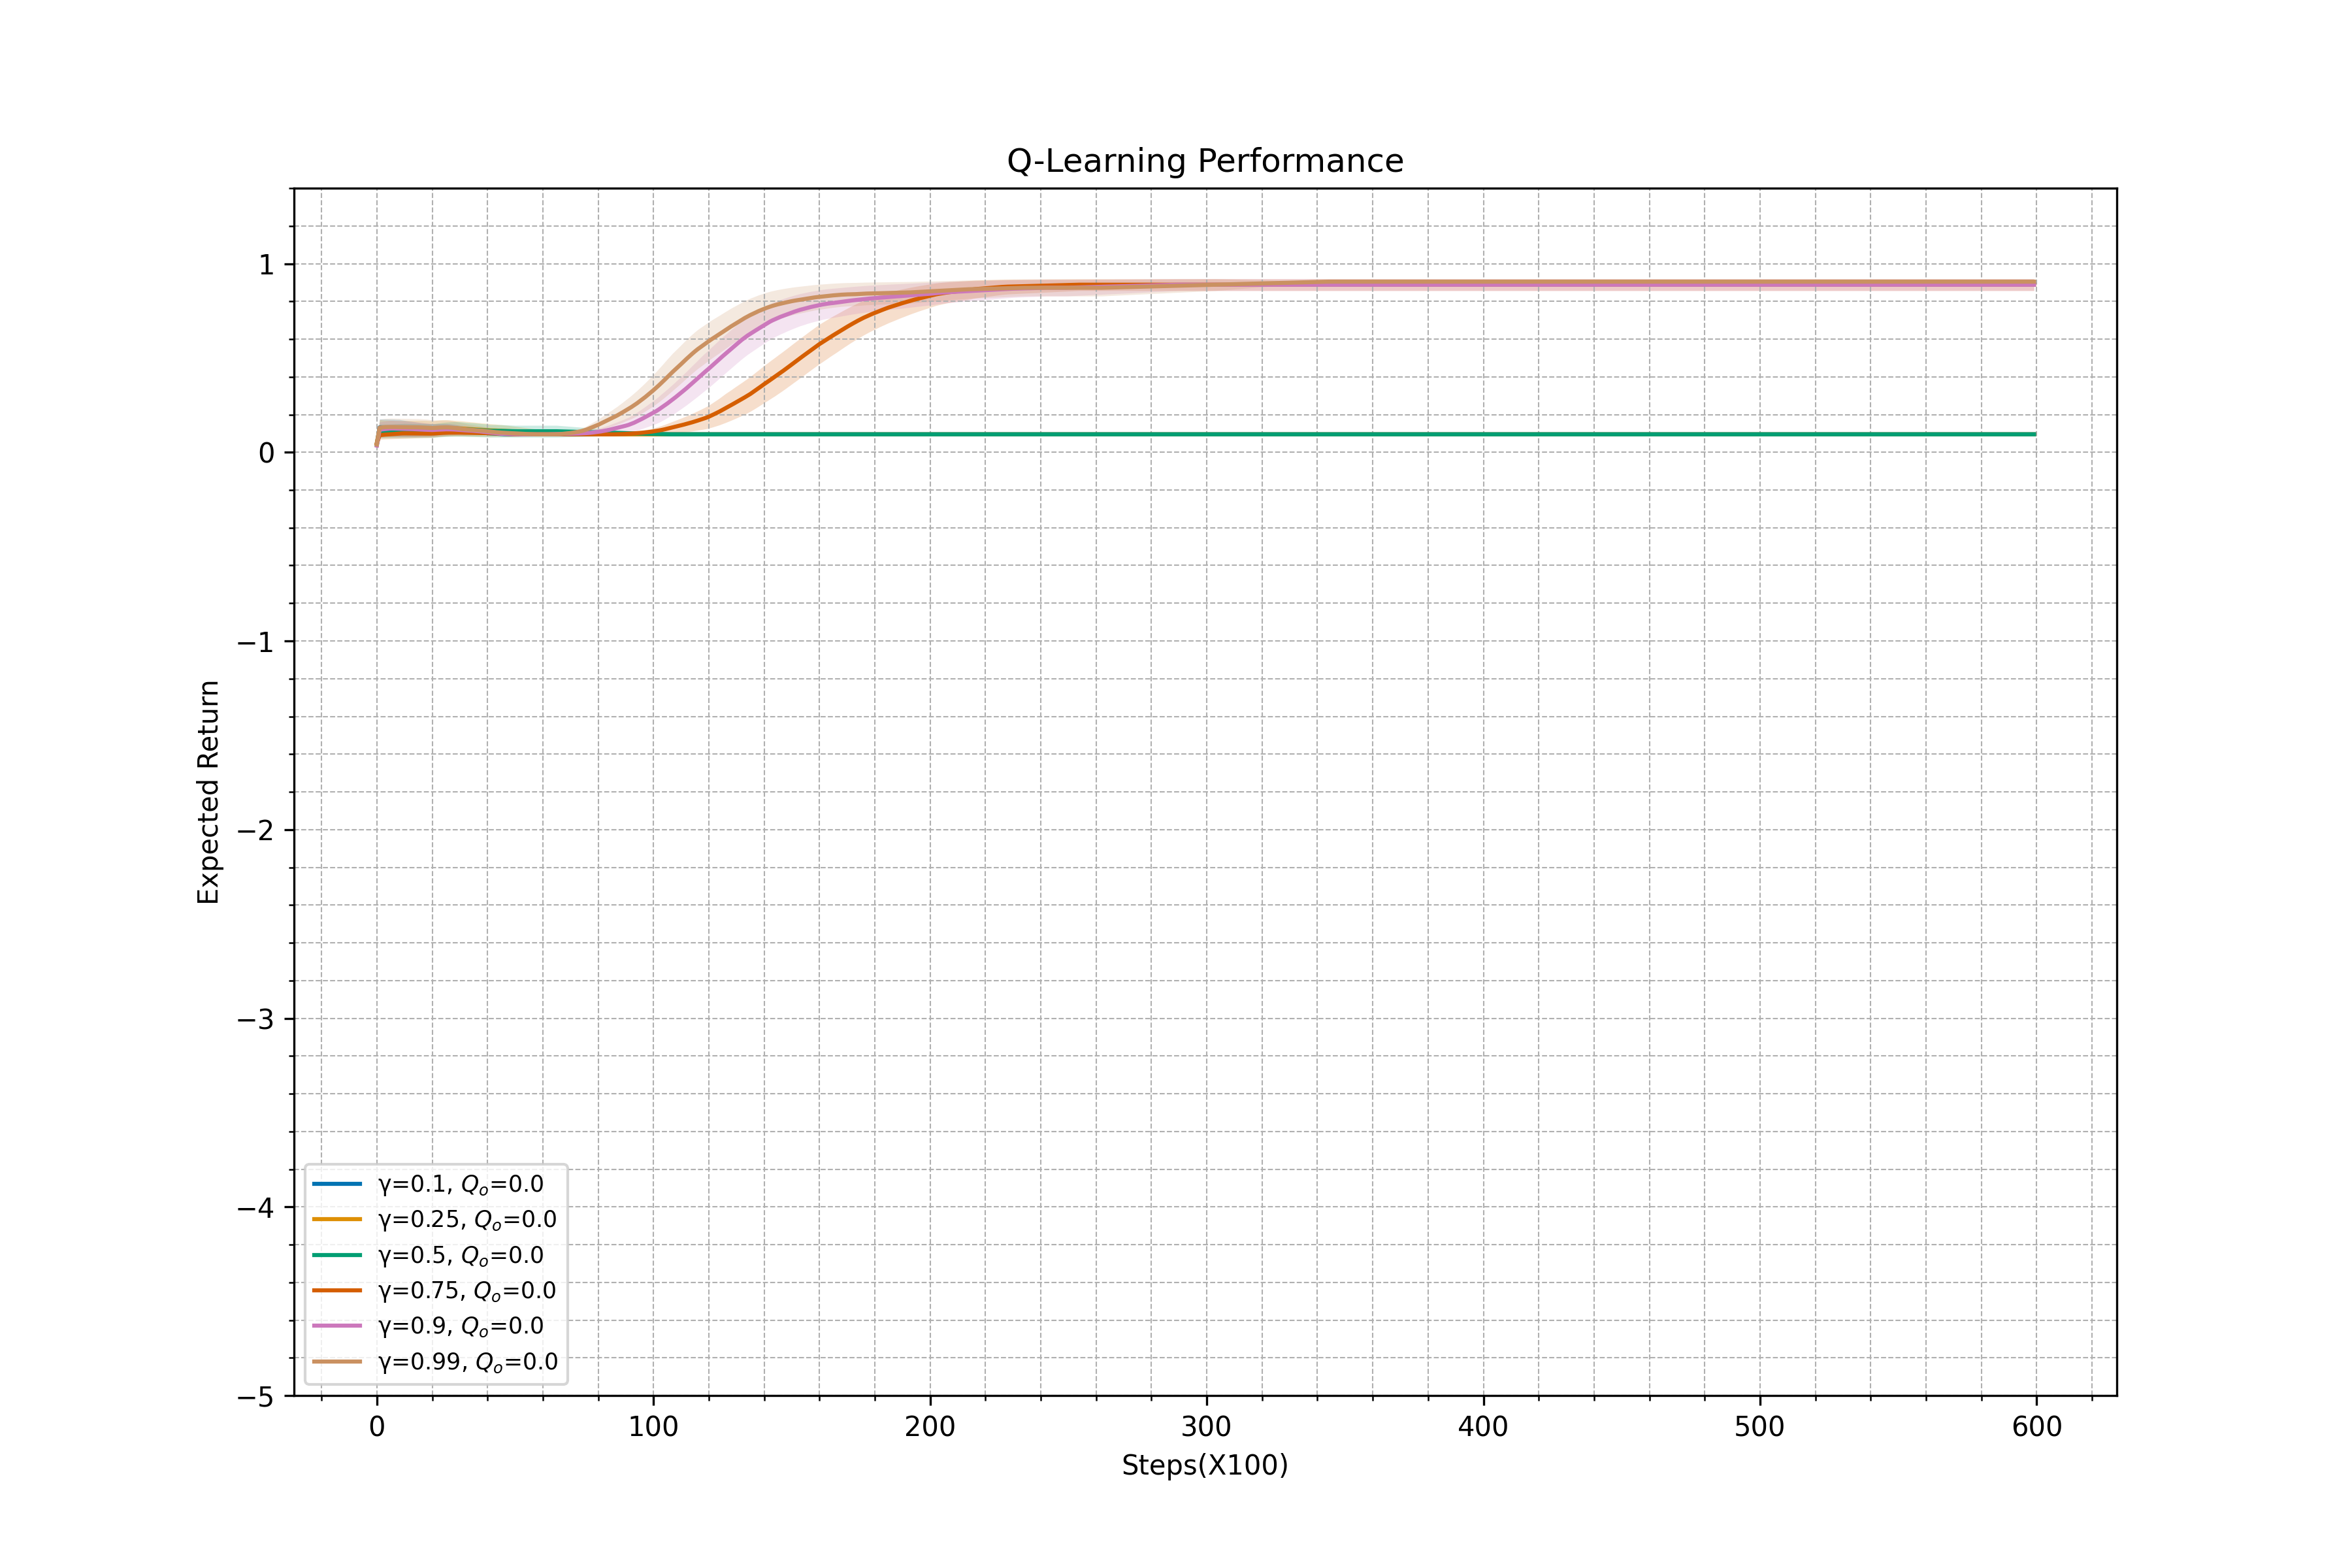 Q-Learning Performance
Expected Return
1
0
−1
−2
−3
−4
−5
γ=0.1, Qₒ=0.0
γ=0.25, Qₒ=0.0
γ=0.5, Qₒ=0.0
γ=0.75, Qₒ=0.0
γ=0.9, Qₒ=0.0
γ=0.99, Qₒ=0.0
0 100 200 300 400 500 600
Steps(X100)